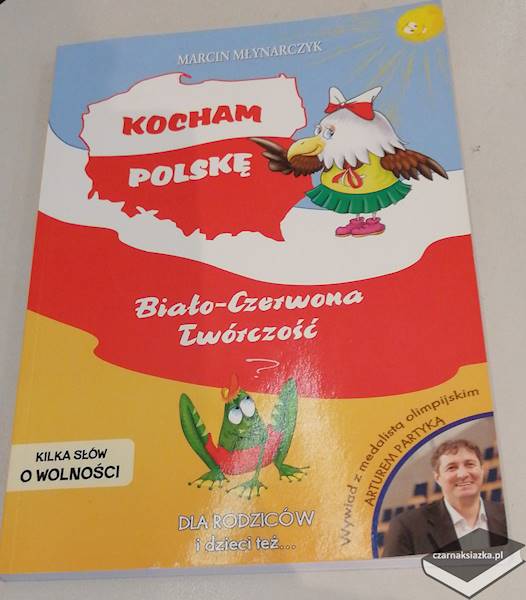 MARCIN MŁYNARCZYK
KOCHAM
POLSKĘ
Biało-Czerwona
Twórczość
KILKA SŁÓW
O WOLNOŚCI
Wywiad z medalistą olimpijskim
ARTUREM PARTYKĄ
DLA RODZICÓW
i dzieci też...
czarnaksiazka.pl